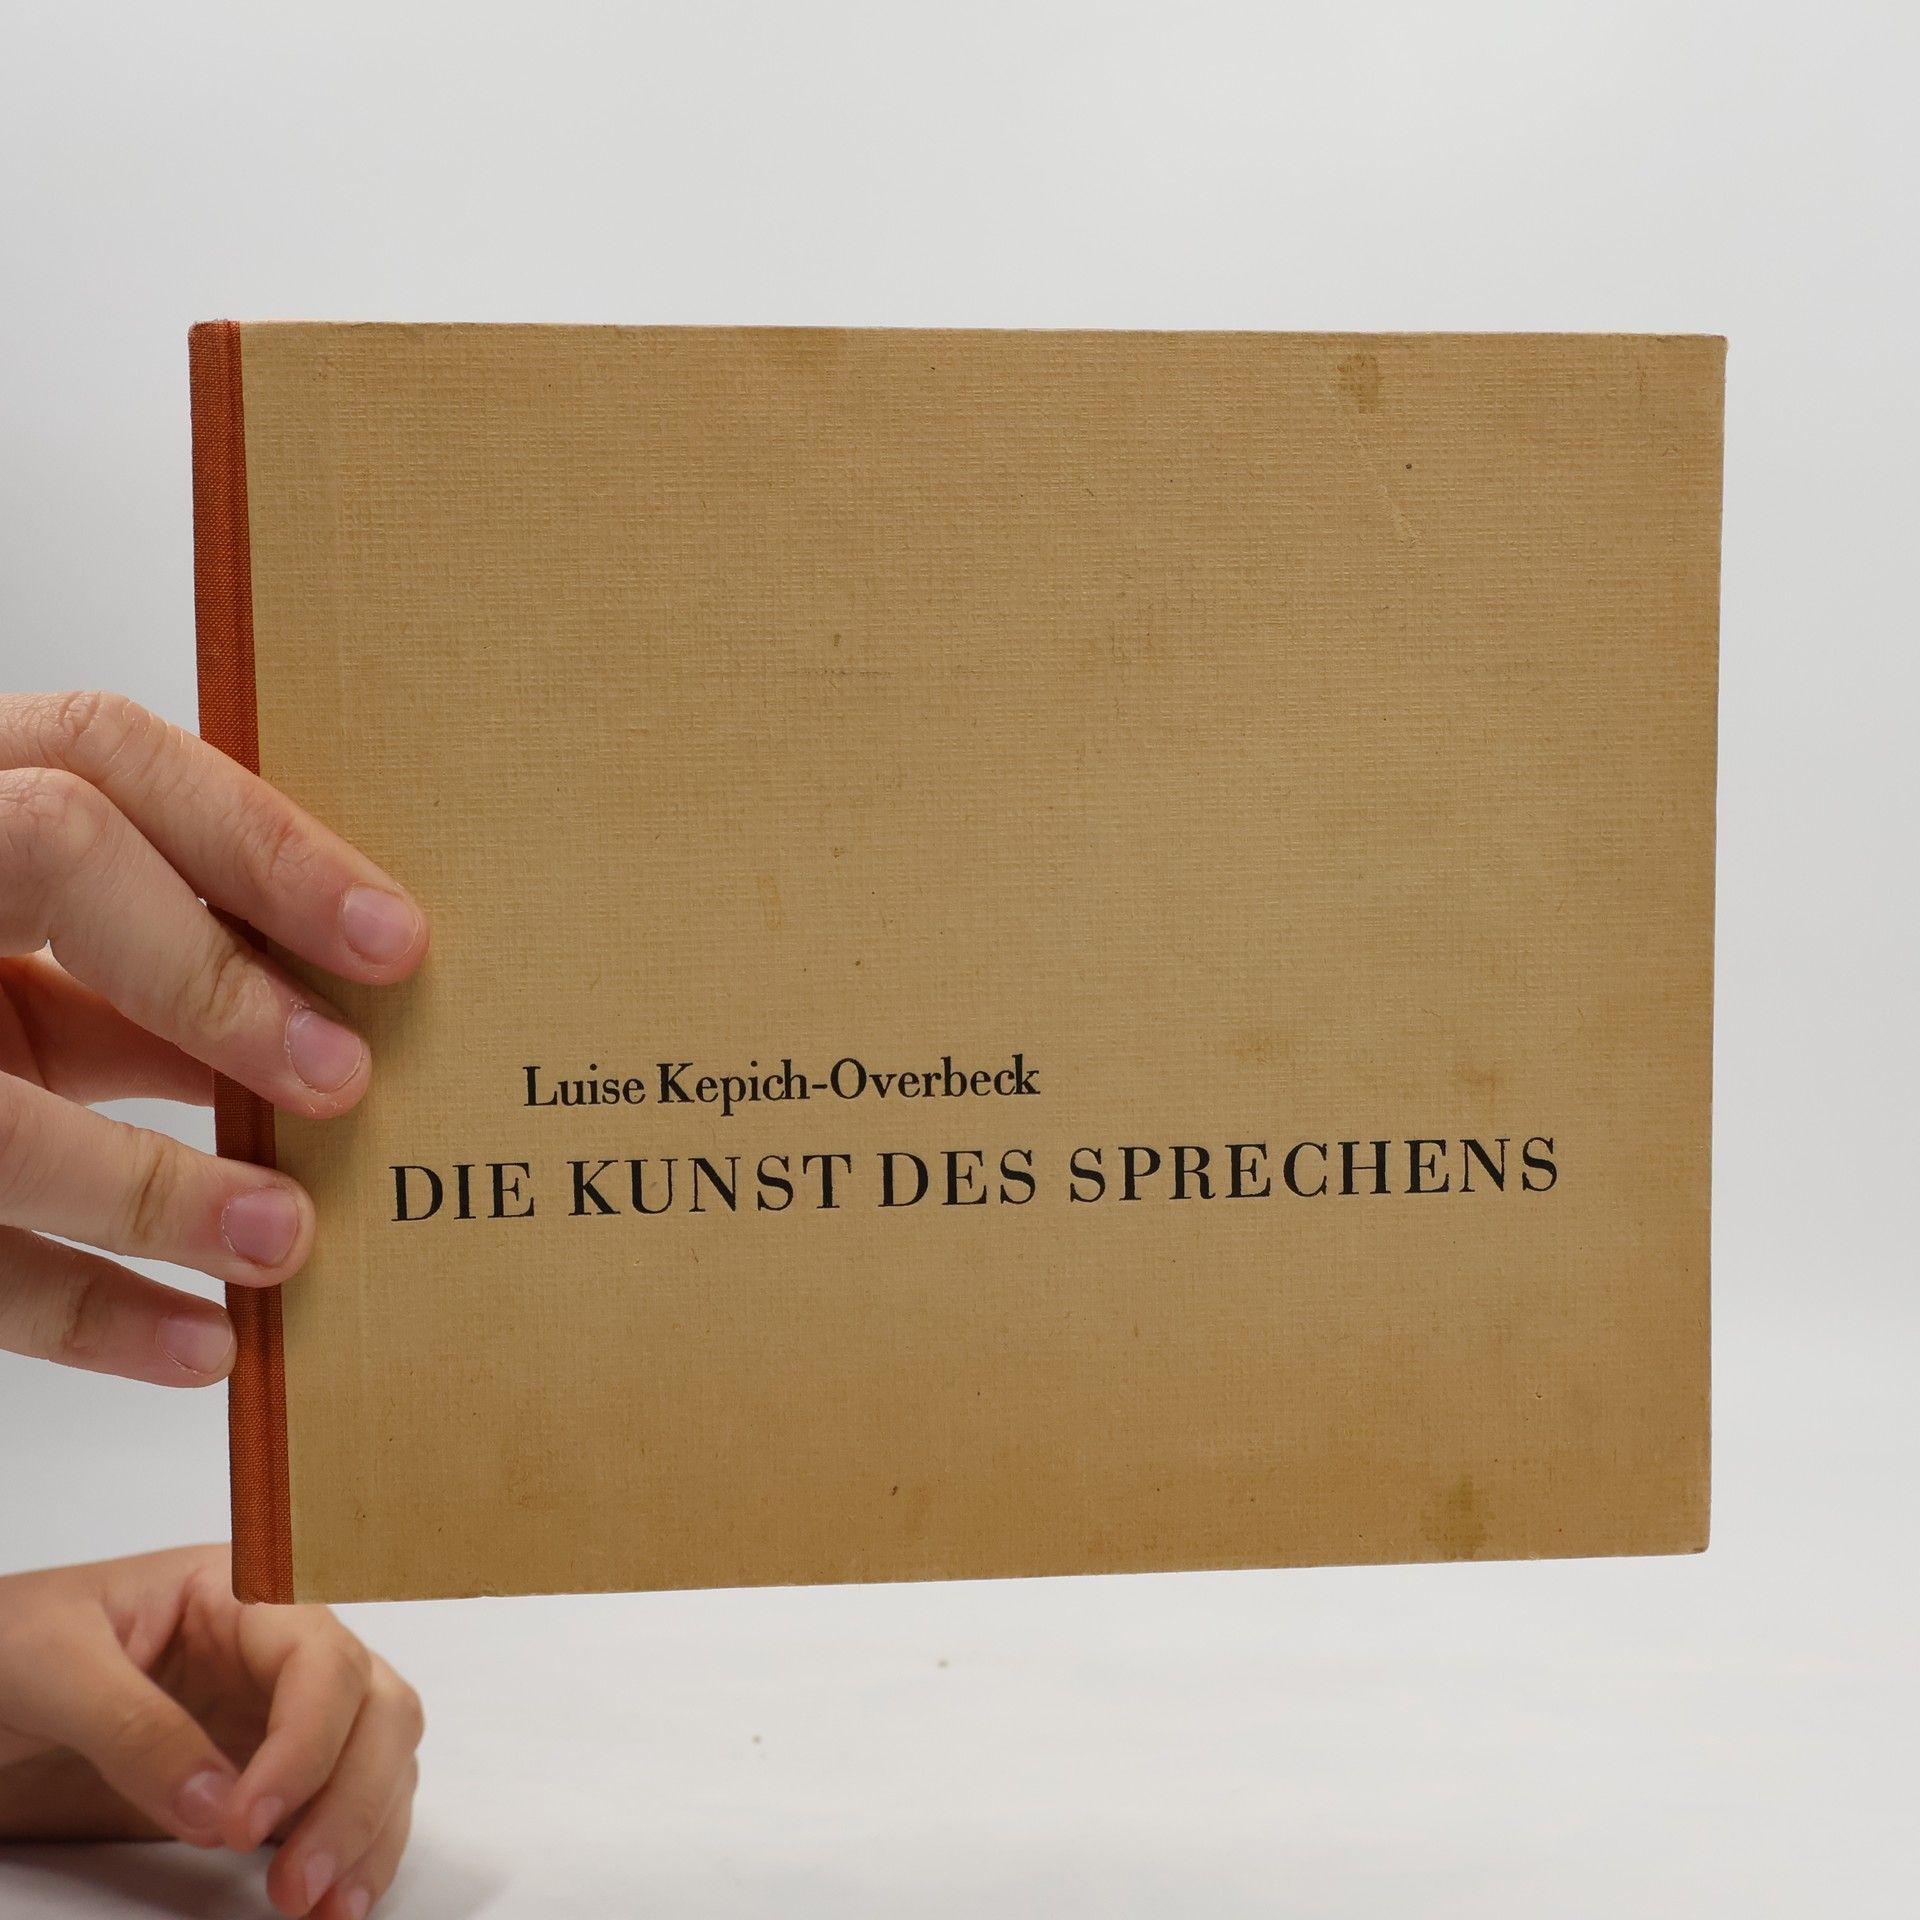 Luise Kepich-Overbeck
DIE KUNST DES SPRECHENS